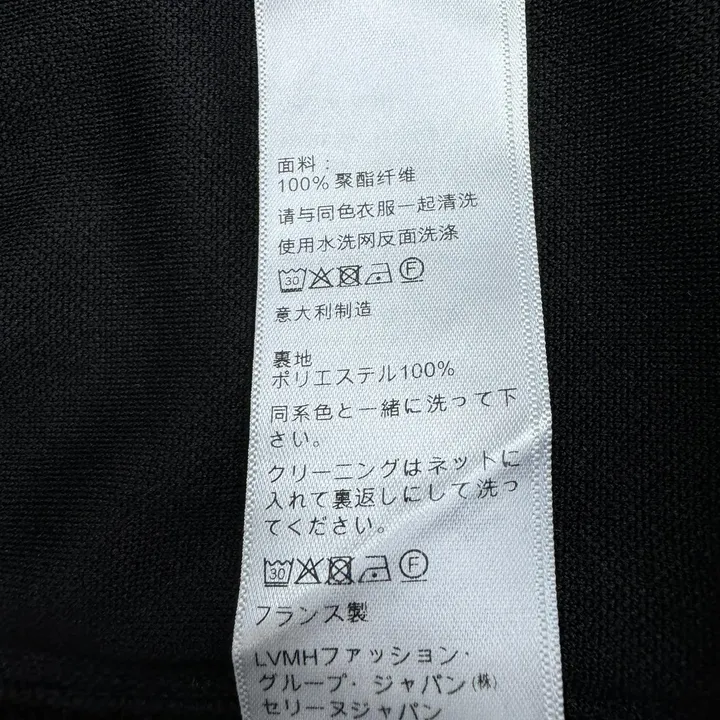 面料：
100% 聚酯纤维
请与同色衣服一起清洗
使用水洗网反面洗涤
30 F
意大利制造
裏地
ポリエステル100%
同系色と一緒に洗って下
さい。
クリーニングはネットに
入れて裏返しにして洗っ
てください。
30 F
フランス製
LVMHファッション・
グループ・ジャパン(株)
セリーヌジャパン